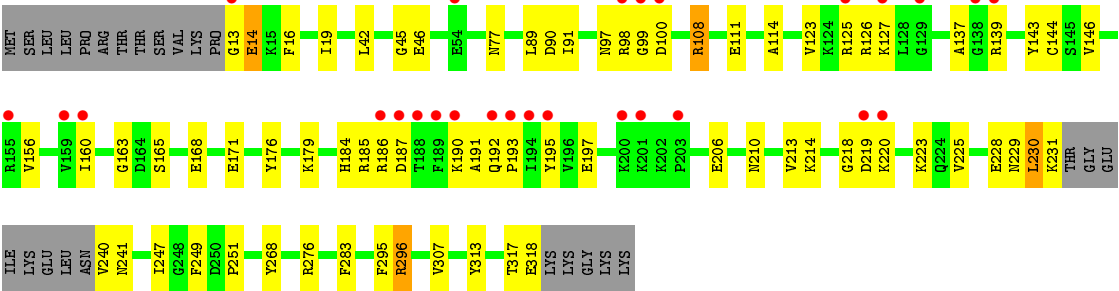 MET SER LEU LEU PRO ARG THR THR SER VAL LYS PRO G13 E14 K15 F16 I19 L42 G45 E46 E54 N77 L89 D90 I91 N97 R98 G99 D100 R108 E111 A114 V123 K124 R125 R126 K127 L128 G129 A137 G138 R139 Y143 C144 S145 V146
R155 V156 V159 I160 G163 D164 S165 E168 E171 Y176 K179 H184 R185 R186 D187 T188 F189 K190 A191 Q192 P193 I194 Y195 V196 E197 K200 K201 K202 P203 E206 N210 V213 K214 G218 D219 K220 K223 Q224 V225 E228 N229 L230 K231 THR GLY GLU
ILE LYS GLU LEU ASN V240 N241 I247 G248 F249 D250 P251 Y268 R276 F283 F295 R296 V307 Y313 T317 E318 LYS LYS GLY LYS LYS